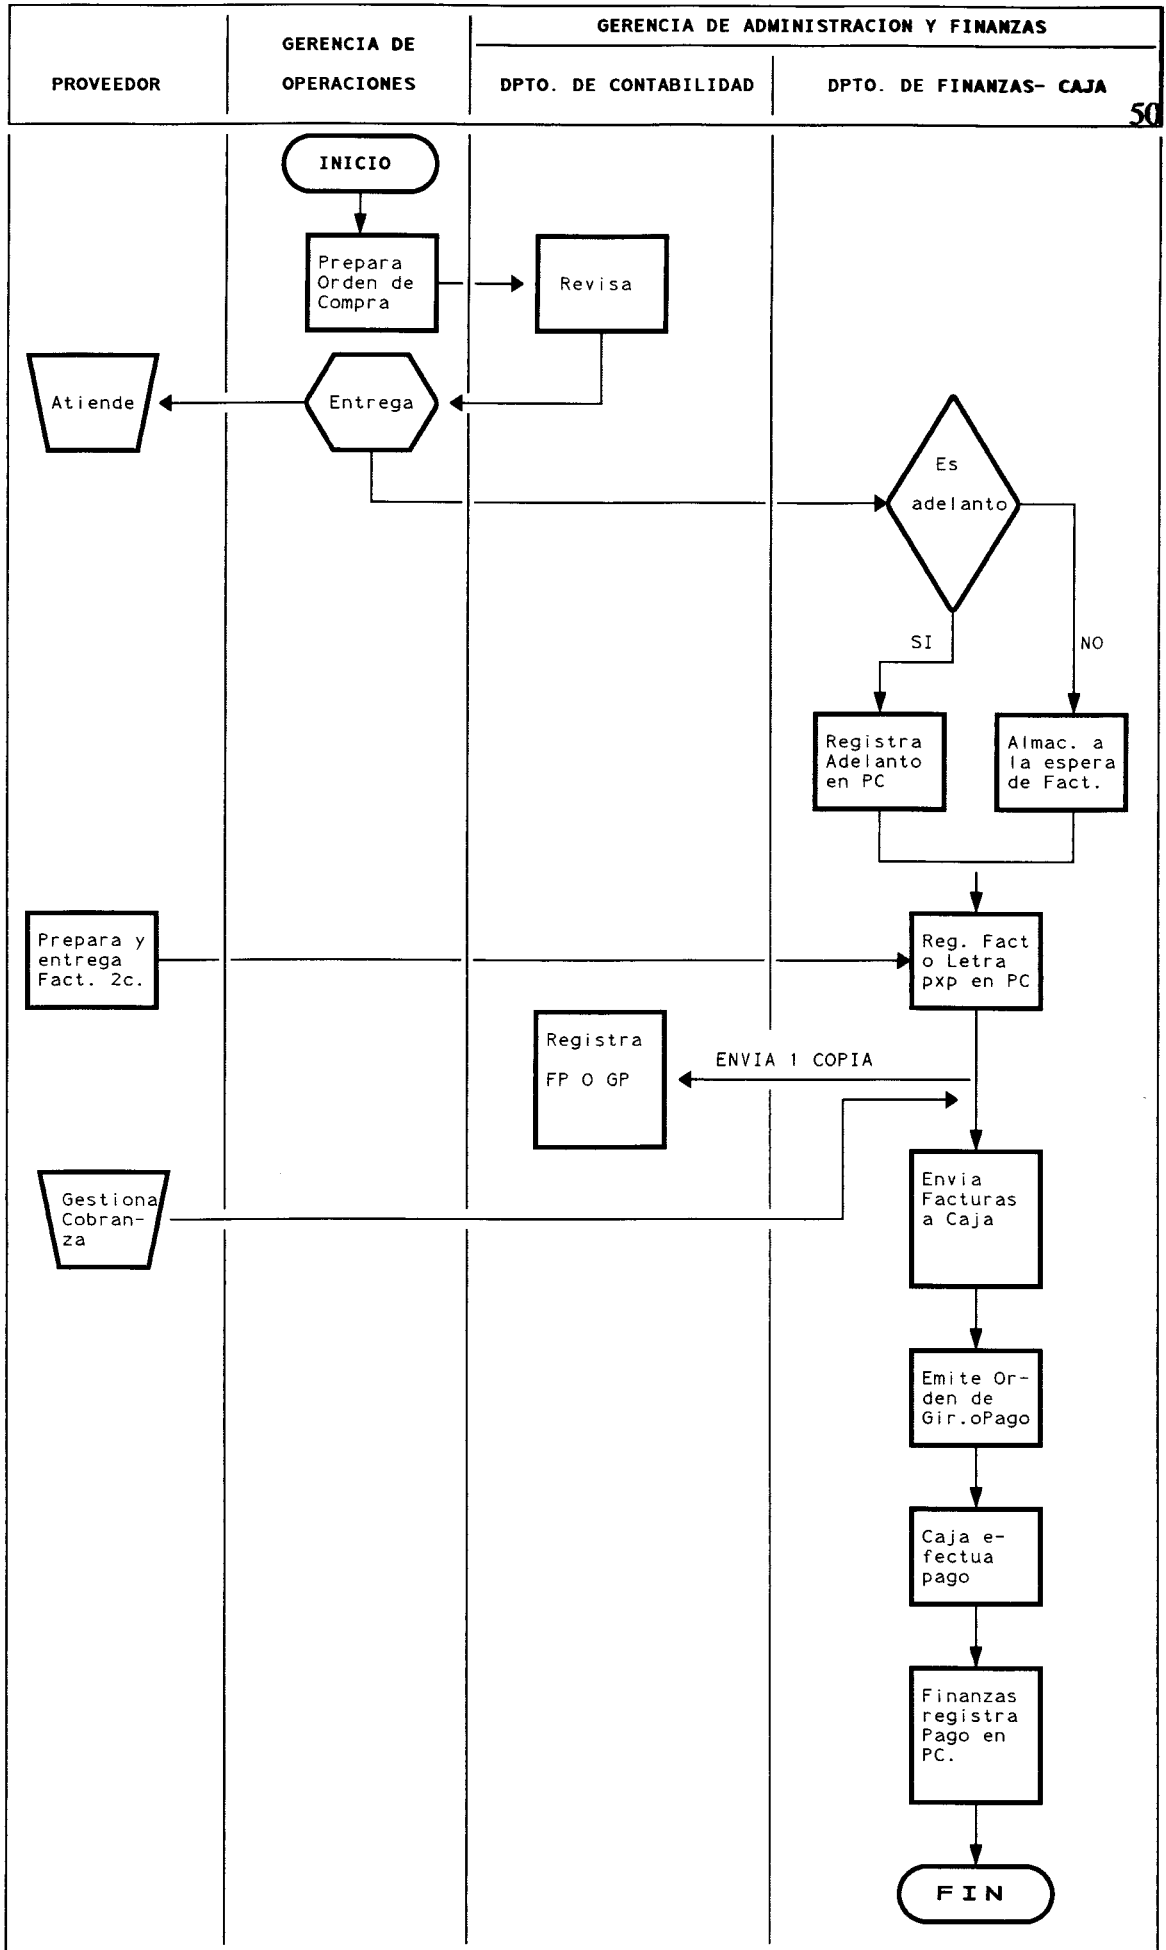 GERENCIA DE ADMINISTRACION Y FINANZAS
GERENCIA DE
PROVEEDOR
OPERACIONES
DPTO. DE CONTABILIDAD
DPTO. DE FINANZAS- CAJA
50
INICIO
Prepara
Orden de
Compra
Revisa
Atiende
Entrega
Es
adelanto
SI
NO
Registra
Adelanto
en PC
Almac. a
la espera
de Fact.
Prepara y
entrega
Fact. 2c.
Reg. Fact
o Letra
pxp en PC
Registra
FP O GP
ENVIA 1 COPIA
Gestiona
Cobran-
za
Envia
Facturas
a Caja
Emite Or-
den de
Gir.oPago
Caja e-
fectua
pago
Finanzas
registra
Pago en
PC.
FIN